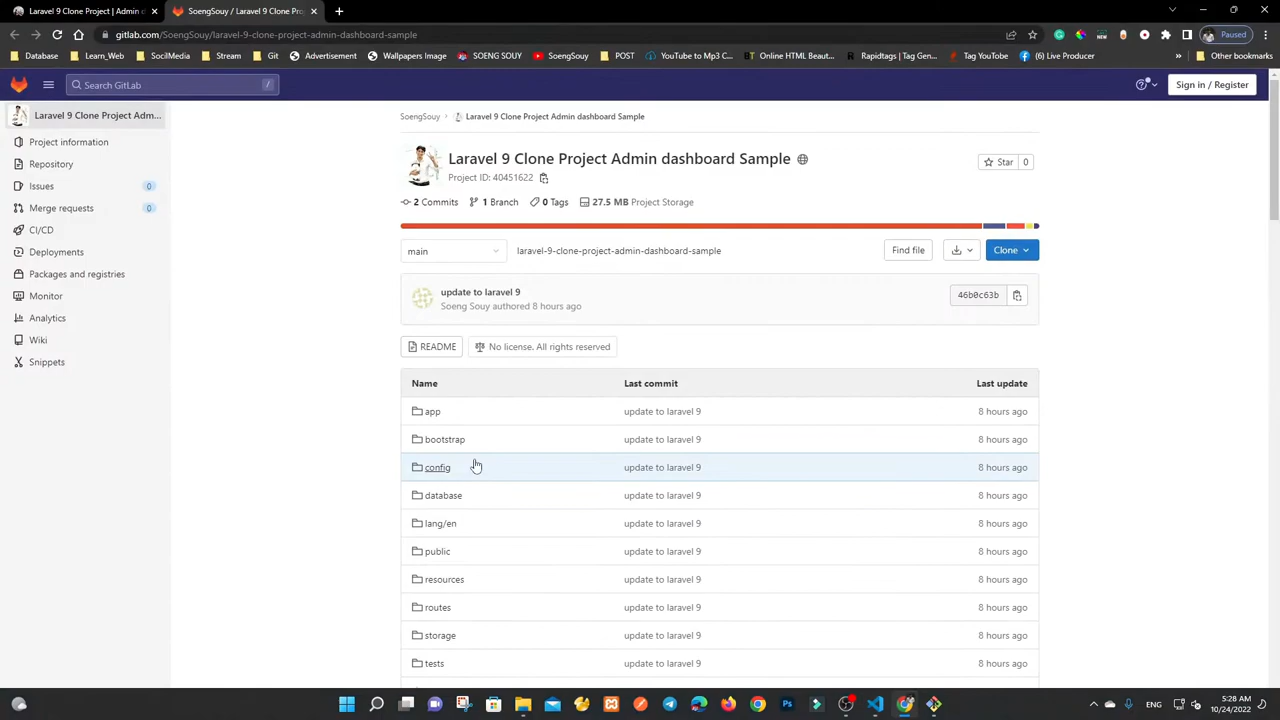 Laravel 9 Clone Project | Admin d
SoengSouy / Laravel 9 Clone Pro
gitlab.com/SoengSouy/laravel-9-clone-project-admin-dashboard-sample
Paused
Database
Learn_Web
SocilMedia
Stream
Git
Advertisement
Wallpapers Image
SOENG SOUY
SoengSouy
POST
YouTube to Mp3 C...
Online HTML Beaut...
Rapidtags | Tag Gen...
Tag YouTube
(6) Live Producer
»
Other bookmarks
Search GitLab
/
Sign in / Register
Laravel 9 Clone Project Adm...
Project information
Repository
Issues 0
Merge requests 0
CI/CD
Deployments
Packages and registries
Monitor
Analytics
Wiki
Snippets
SoengSouy > Laravel 9 Clone Project Admin dashboard Sample
Laravel 9 Clone Project Admin dashboard Sample
Project ID: 40451622
Star 0
2 Commits 1 Branch 0 Tags 27.5 MB Project Storage
main
laravel-9-clone-project-admin-dashboard-sample
Find file
Clone
update to laravel 9
Soeng Souy authored 8 hours ago
46b0c63b
README
No license. All rights reserved
Name Last commit Last update
app update to laravel 9 8 hours ago
bootstrap update to laravel 9 8 hours ago
config update to laravel 9 8 hours ago
database update to laravel 9 8 hours ago
lang/en update to laravel 9 8 hours ago
public update to laravel 9 8 hours ago
resources update to laravel 9 8 hours ago
routes update to laravel 9 8 hours ago
storage update to laravel 9 8 hours ago
tests update to laravel 9 8 hours ago
ENG
5:28 AM
10/24/2022